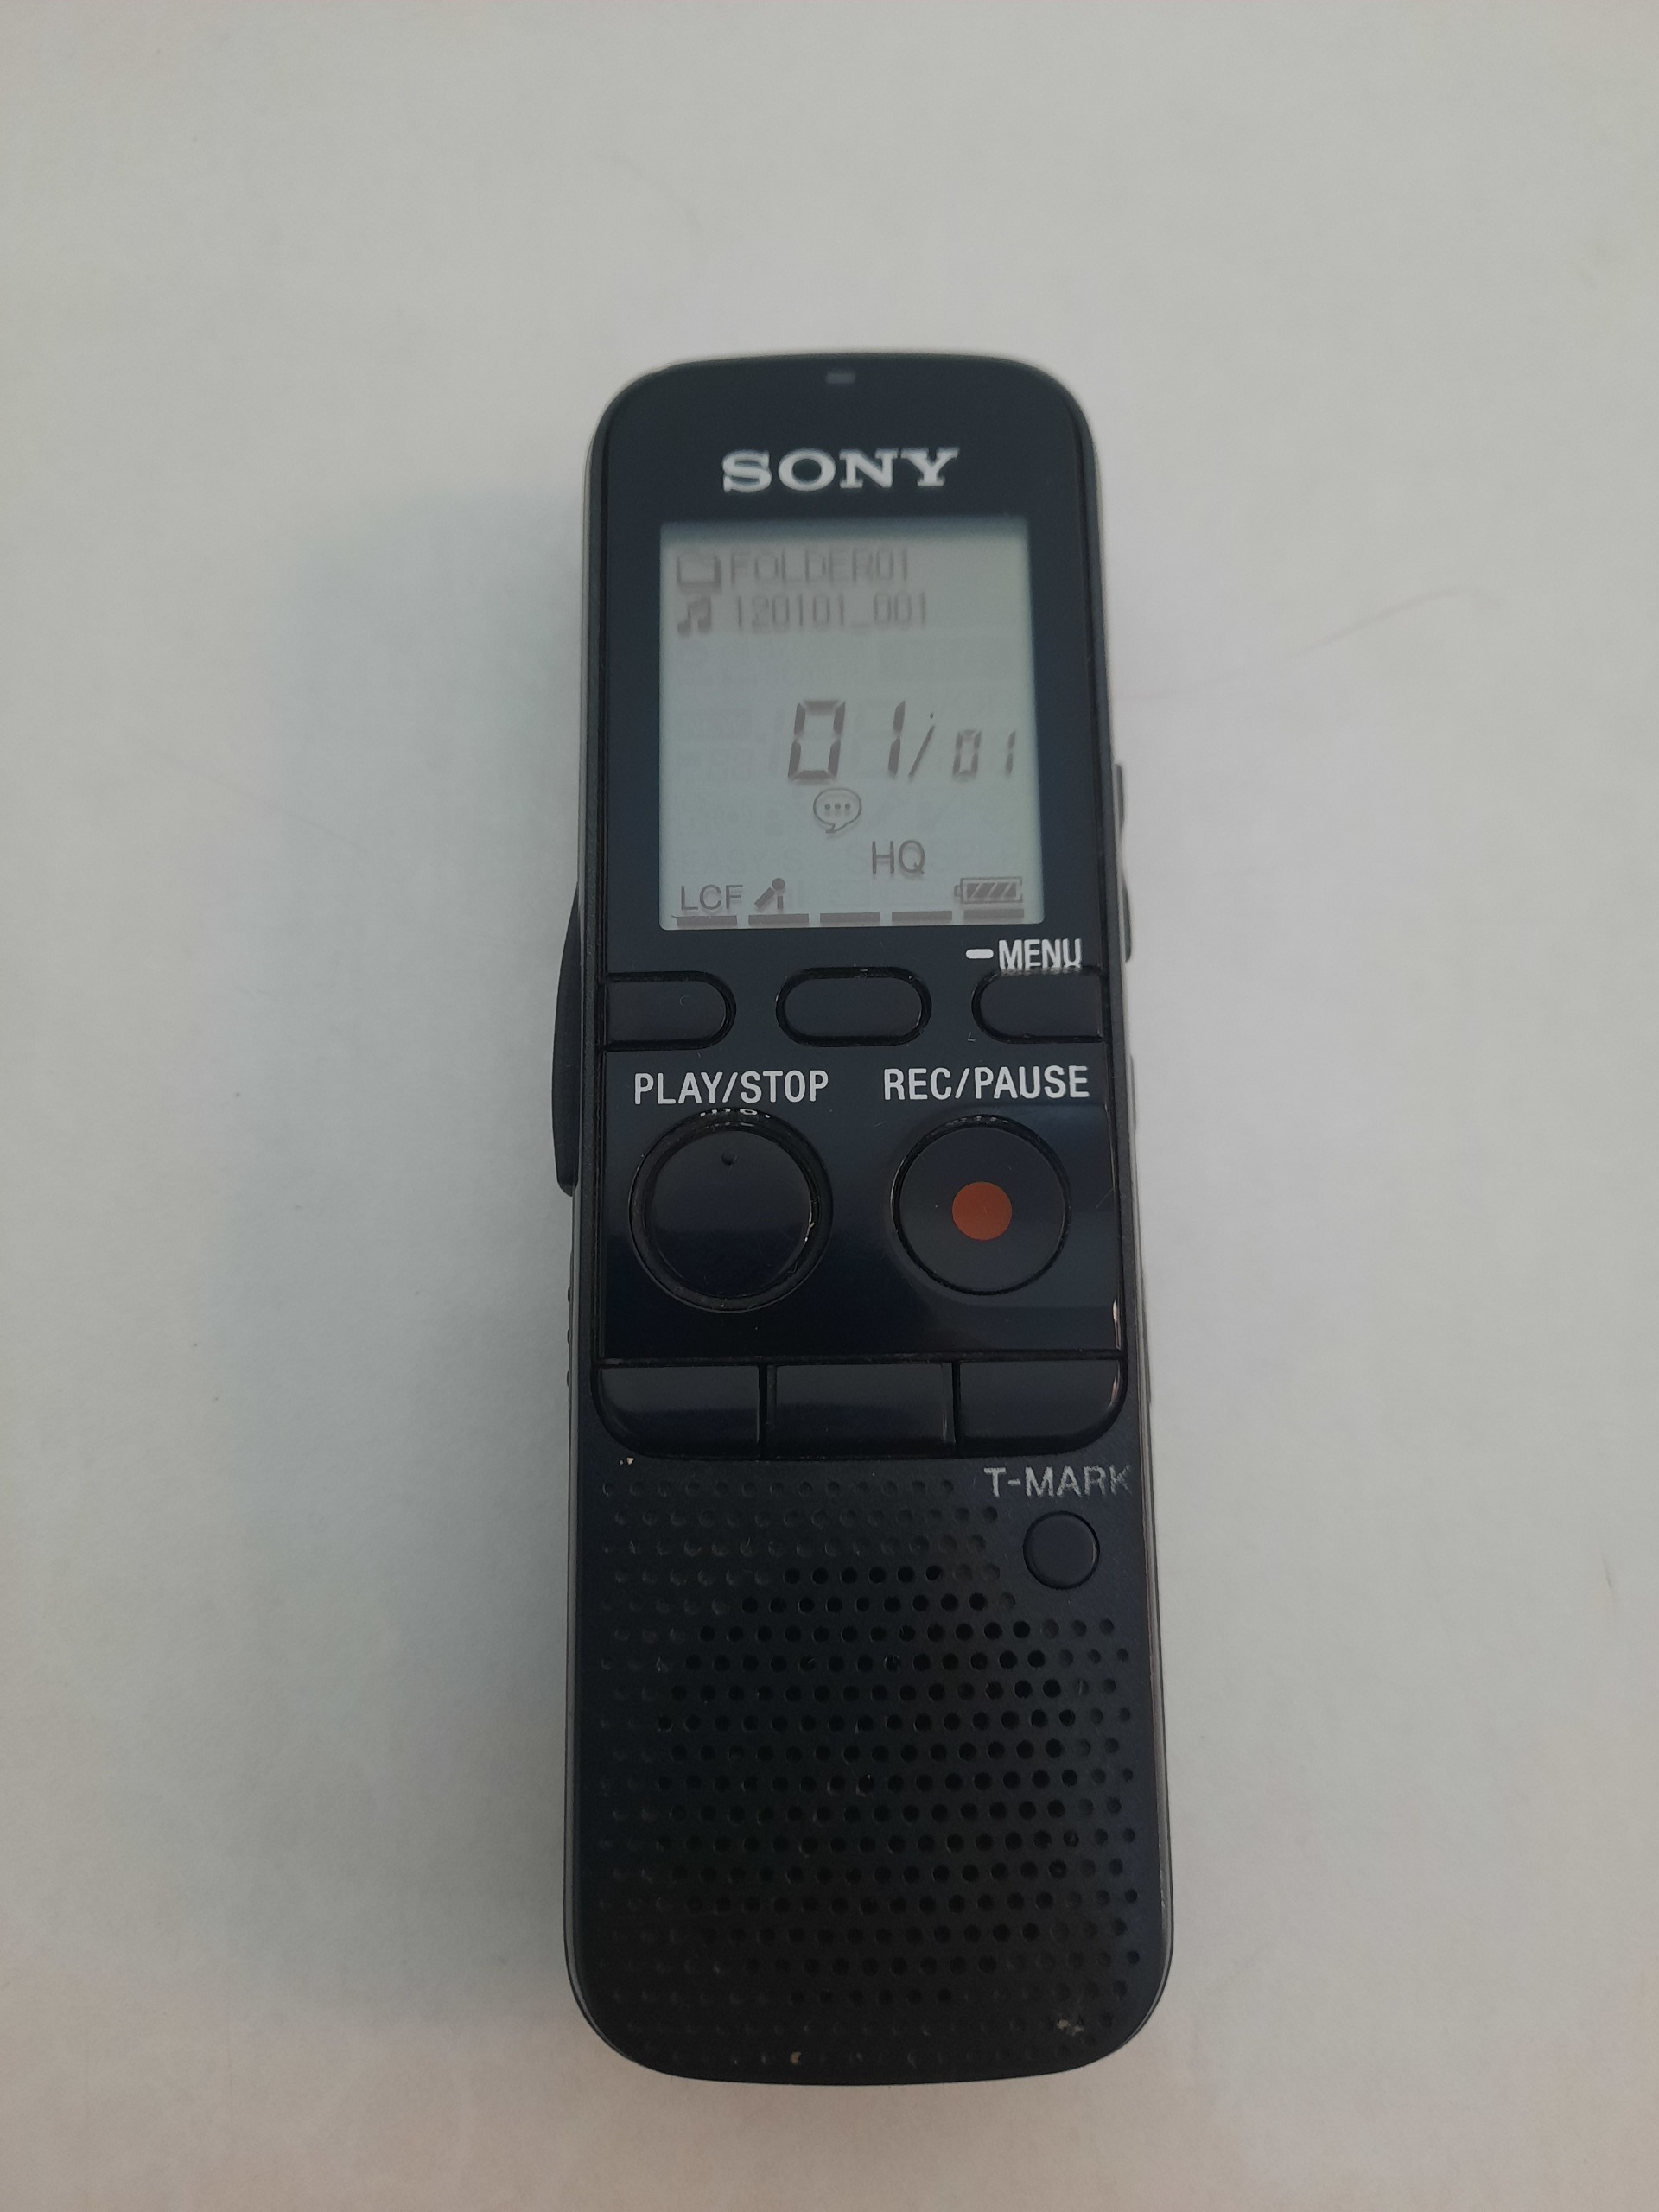 SONY
FOLDER01
120101_001
01/01
HQ
LCF
MENU
PLAY/STOP REC/PAUSE
T-MARK